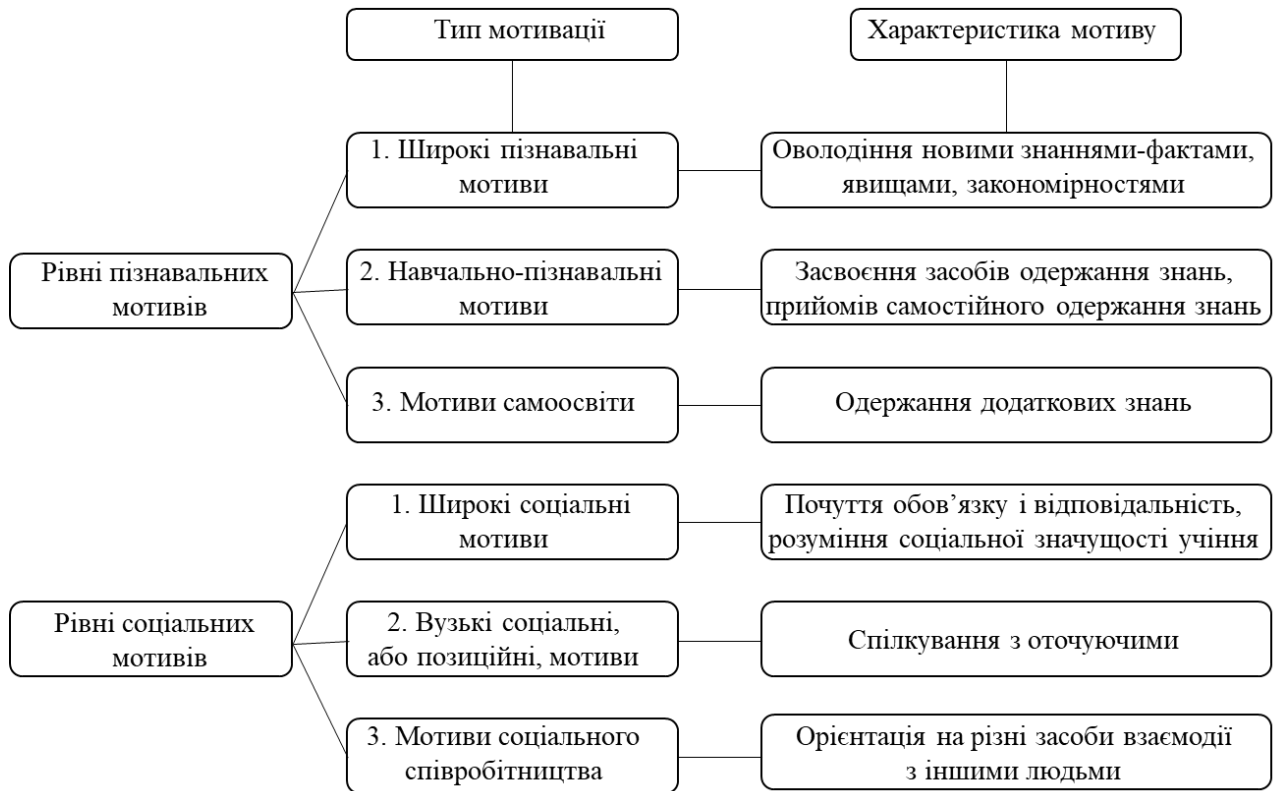 Тип мотивації
Характеристика мотиву
1. Широкі пізнавальні
мотиви
Оволодіння новими знаннями-фактами,
явищами, закономірностями
Рівні пізнавальних
мотивів
2. Навчально-пізнавальні
мотиви
Засвоєння засобів одержання знань,
прийомів самостійного одержання знань
3. Мотиви самоосвіти
Одержання додаткових знань
1. Широкі соціальні
мотиви
Почуття обов’язку і відповідальність,
розуміння соціальної значущості учіння
Рівні соціальних
мотивів
2. Вузькі соціальні,
або позиційні, мотиви
Спілкування з оточуючими
3. Мотиви соціального
співробітництва
Орієнтація на різні засоби взаємодії
з іншими людьми